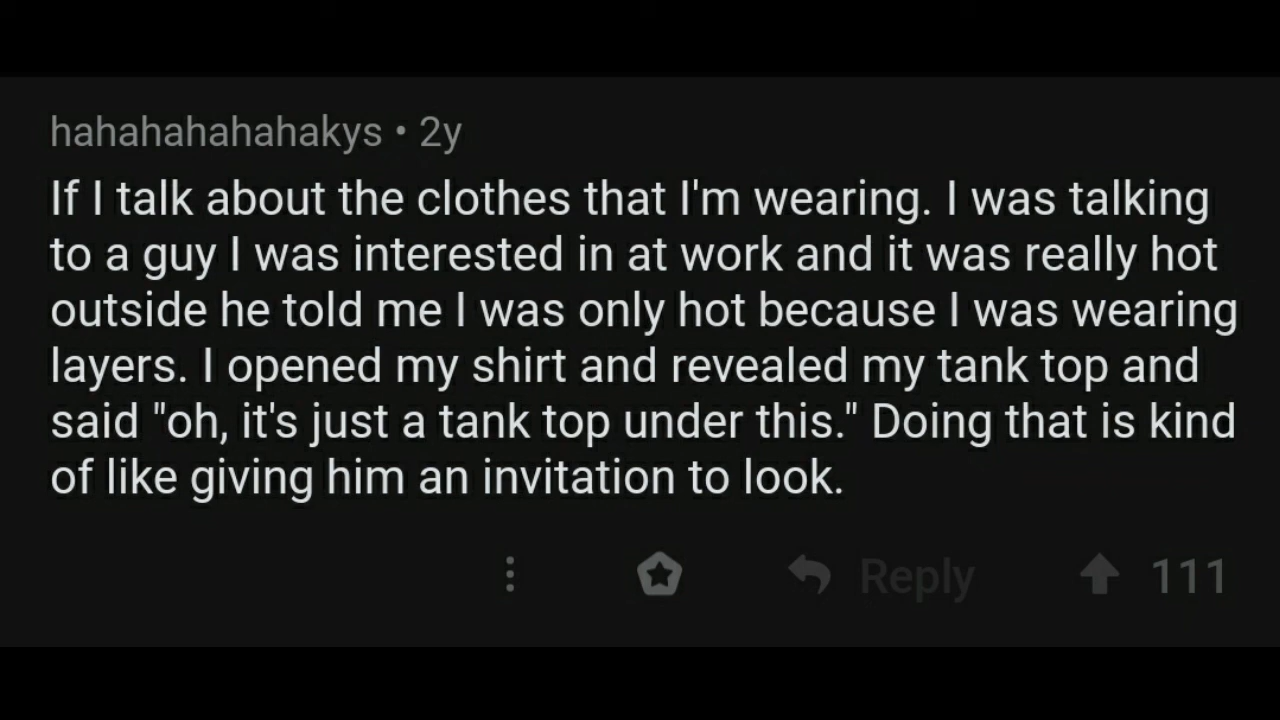 hahahahahahakys • 2y
If I talk about the clothes that I'm wearing. I was talking
to a guy I was interested in at work and it was really hot
outside he told me I was only hot because I was wearing
layers. I opened my shirt and revealed my tank top and
said "oh, it's just a tank top under this." Doing that is kind
of like giving him an invitation to look.
Reply 111